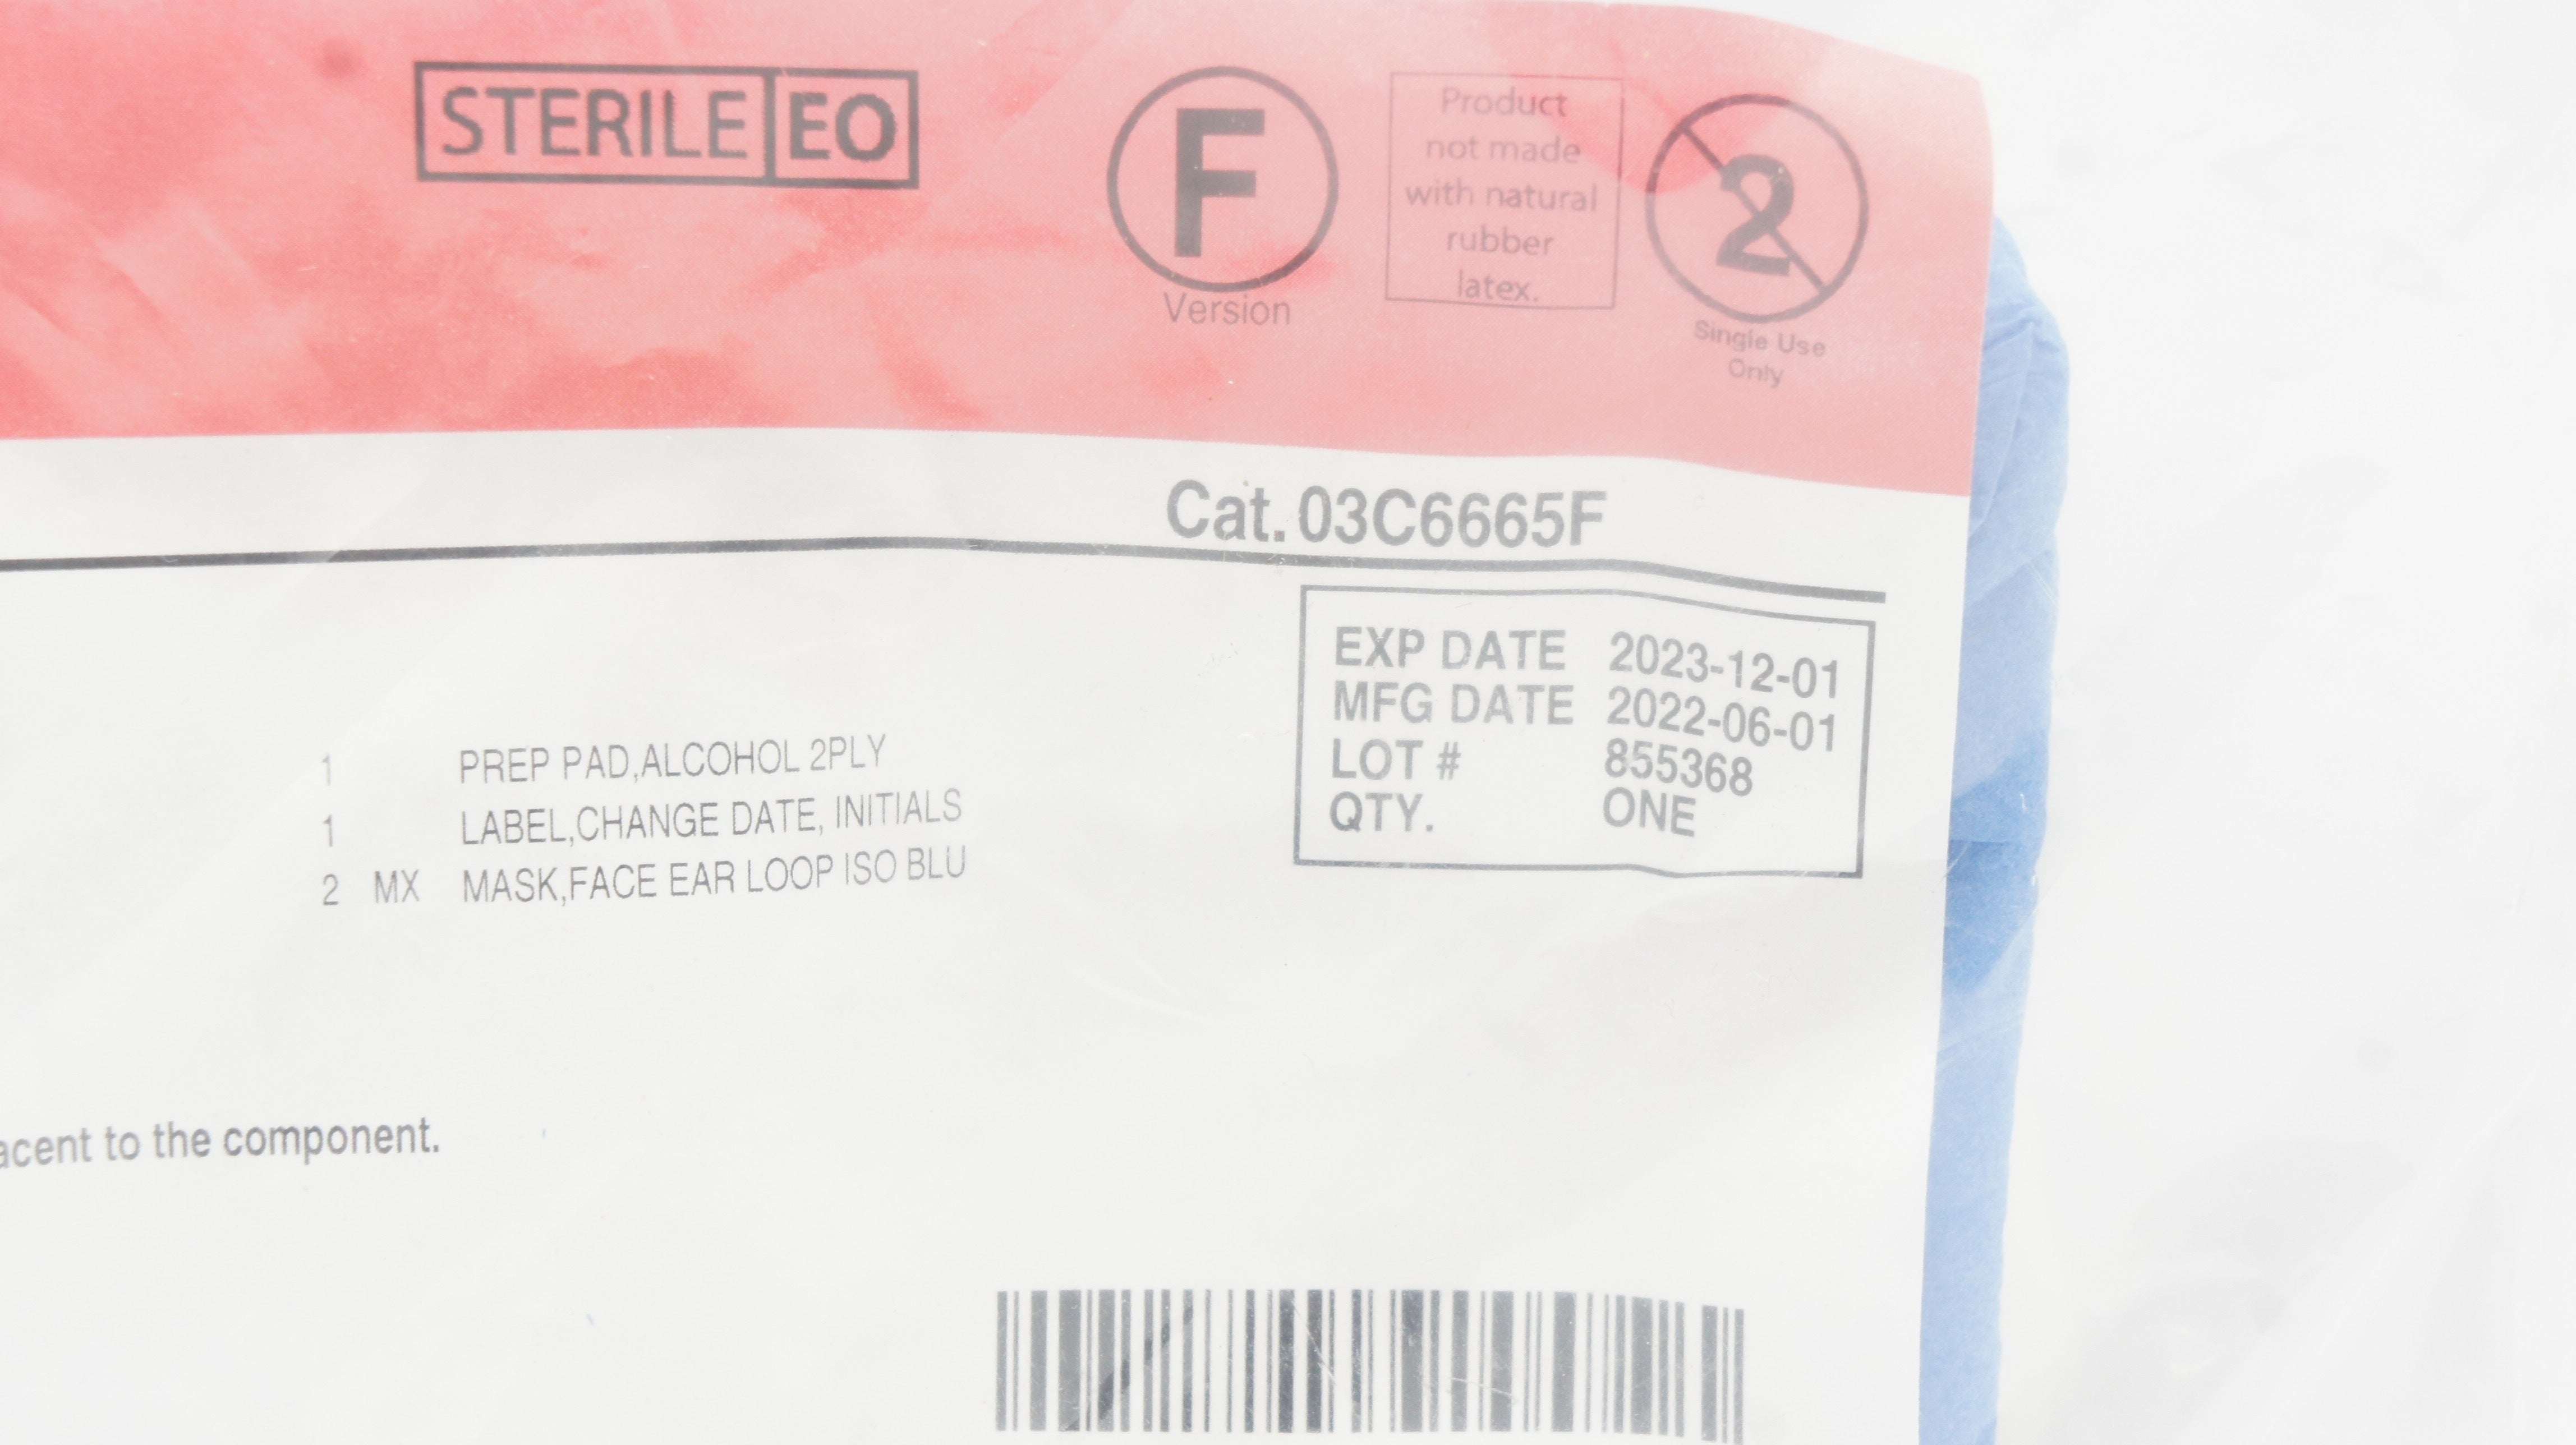 STERILE EO
F
Version
Product
not made
with natural
rubber
latex.
2
Single Use
Only
Cat. 03C6665F
EXP DATE 2023-12-01
MFG DATE 2022-06-01
LOT # 855368
QTY. ONE
1 PREP PAD,ALCOHOL 2PLY
1 LABEL,CHANGE DATE, INITIALS
2 MX MASK,FACE EAR LOOP ISO BLU
to the component.